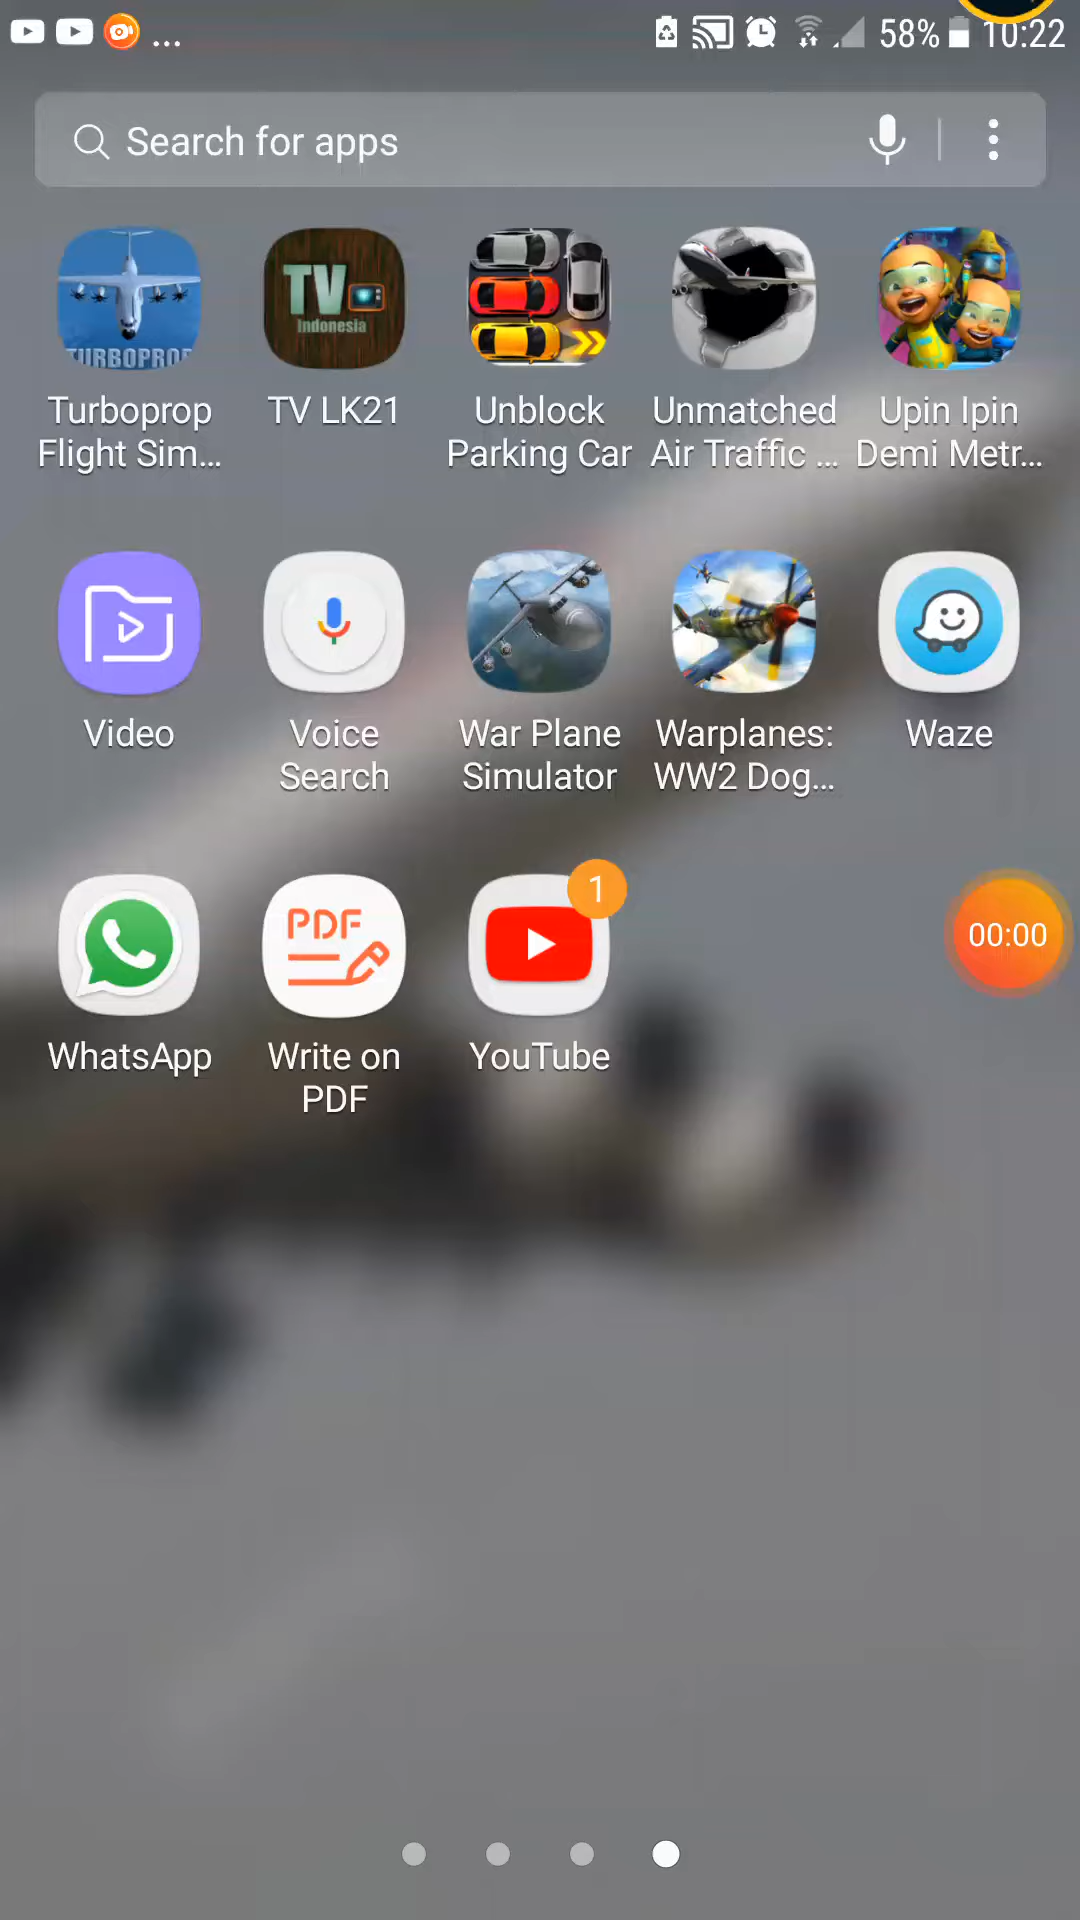 58% 10:22
Search for apps
TURBOPROP
TV
Indonesia
Turboprop
Flight Sim...
TV LK21
Unblock
Parking Car
Unmatched
Air Traffic ...
Upin Ipin
Demi Metr...
Video
Voice
Search
War Plane
Simulator
Warplanes:
WW2 Dog...
Waze
PDF
1
00:00
WhatsApp
Write on
PDF
YouTube